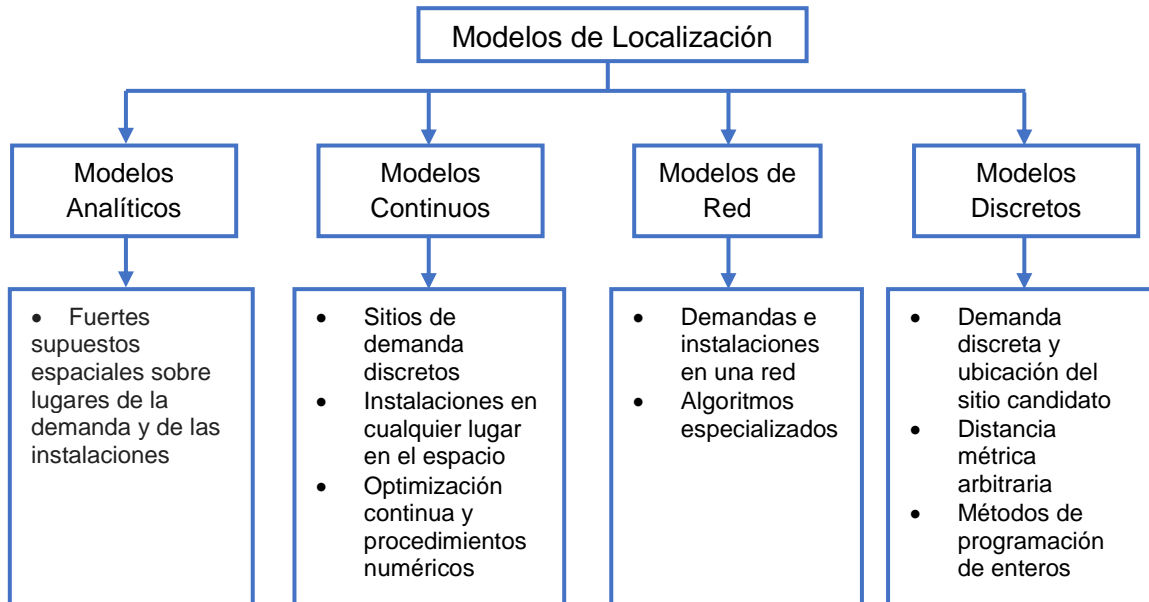 Modelos de Localización
Modelos
Analíticos
Modelos
Continuos
Modelos de
Red
Modelos
Discretos
• Fuertes
supuestos
espaciales sobre
lugares de la
demanda y de las
instalaciones
• Sitios de
demanda
discretos
• Instalaciones en
cualquier lugar
en el espacio
• Optimización
continua y
procedimientos
numéricos
• Demandas e
instalaciones
en una red
• Algoritmos
especializados
• Demanda
discreta y
ubicación del
sitio candidato
• Distancia
métrica
arbitraria
• Métodos de
programación
de enteros